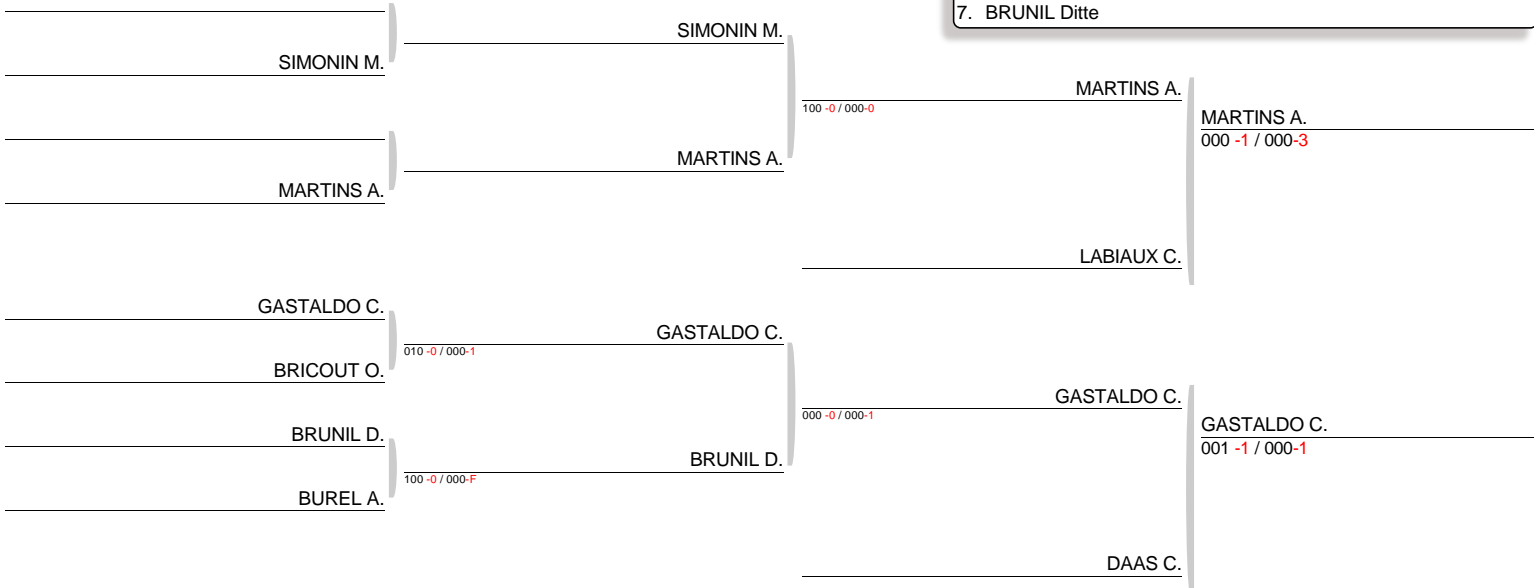 7. BRUNIL Ditte
SIMONIN M.
SIMONIN M.
MARTINS A.
100 -0 / 000-0
MARTINS A.
000 -1 / 000-3
MARTINS A.
MARTINS A.
LABIAUX C.
GASTALDO C.
GASTALDO C.
010 -0 / 000-1
BRICOUT O.
GASTALDO C.
000 -0 / 000-1
GASTALDO C.
001 -1 / 000-1
BRUNIL D.
BRUNIL D.
100 -0 / 000-F
BUREL A.
DAAS C.